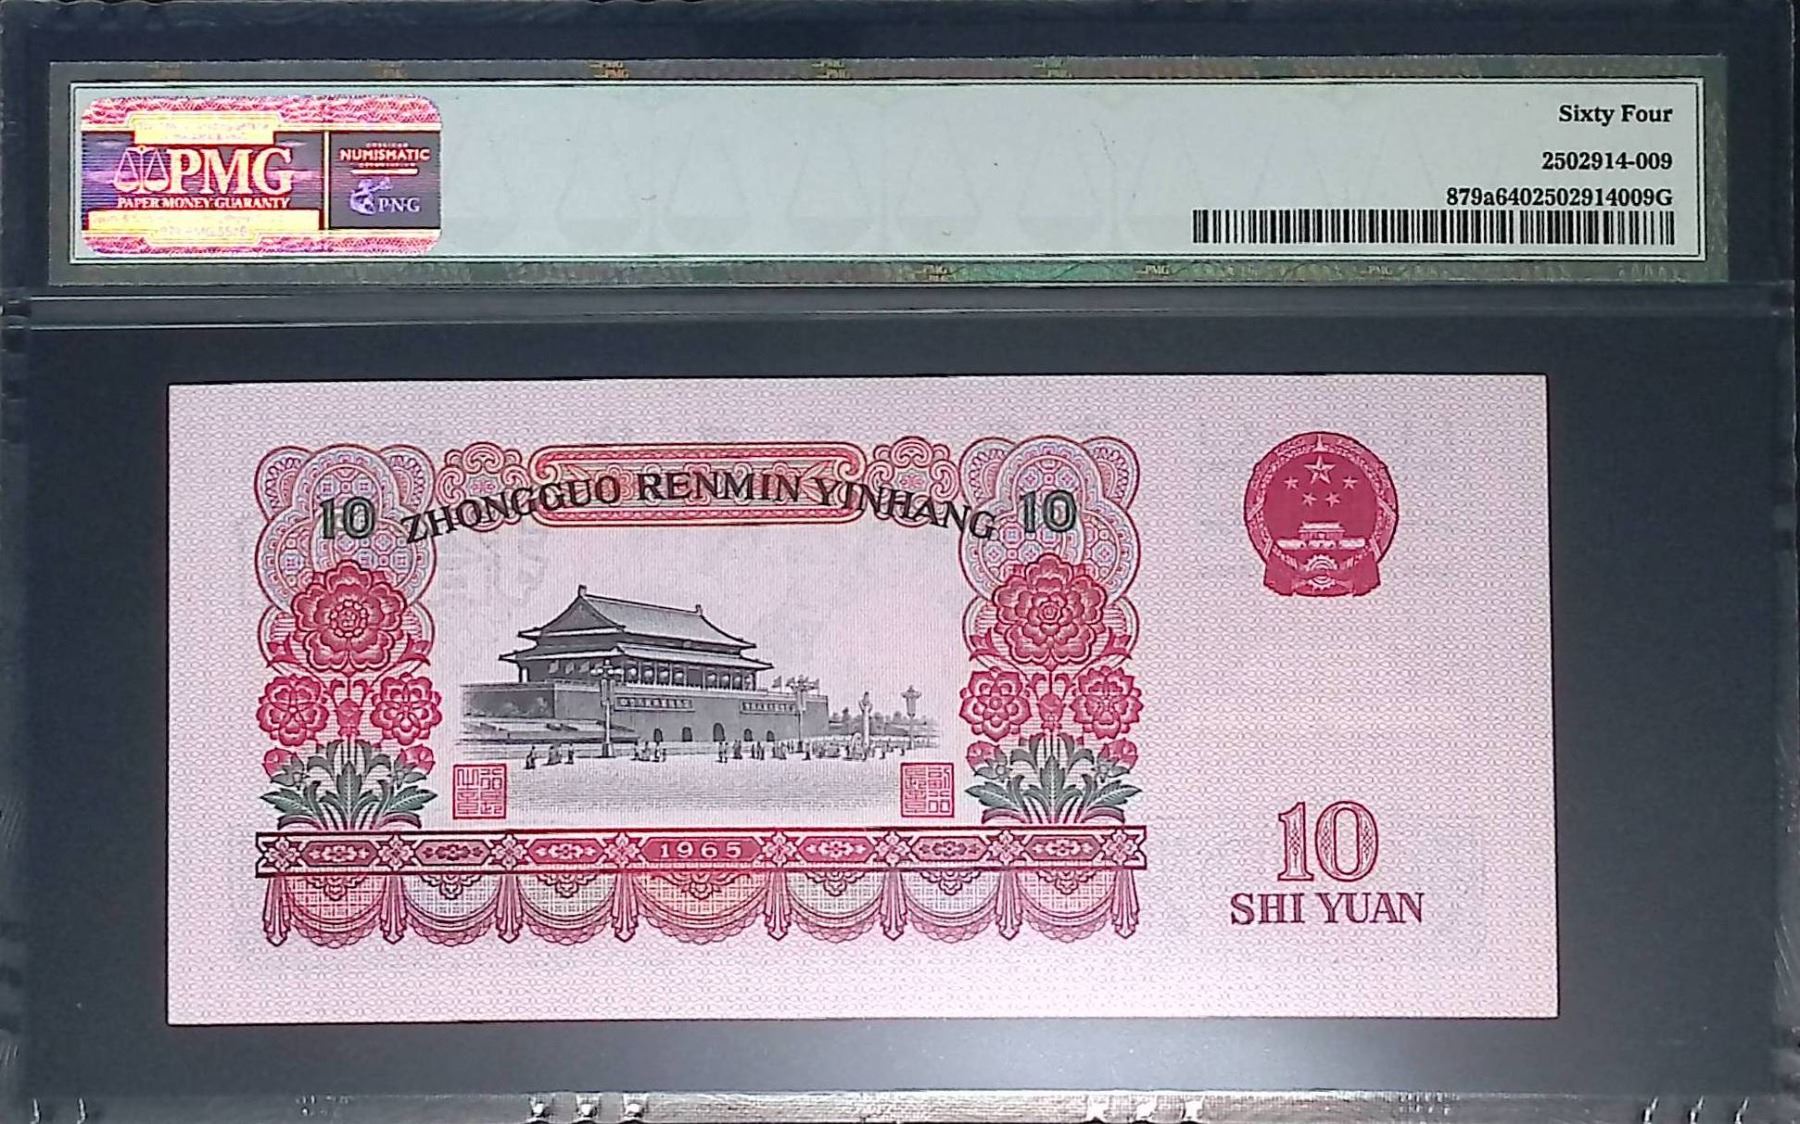 Sixty Four
2502914-009
879a6402502914009G
PMG
PAPER MONEY GUARANTY
NUMISMATIC
PNG
10 ZHONGGUO RENMIN YINHANG 10
1965
10
SHI YUAN